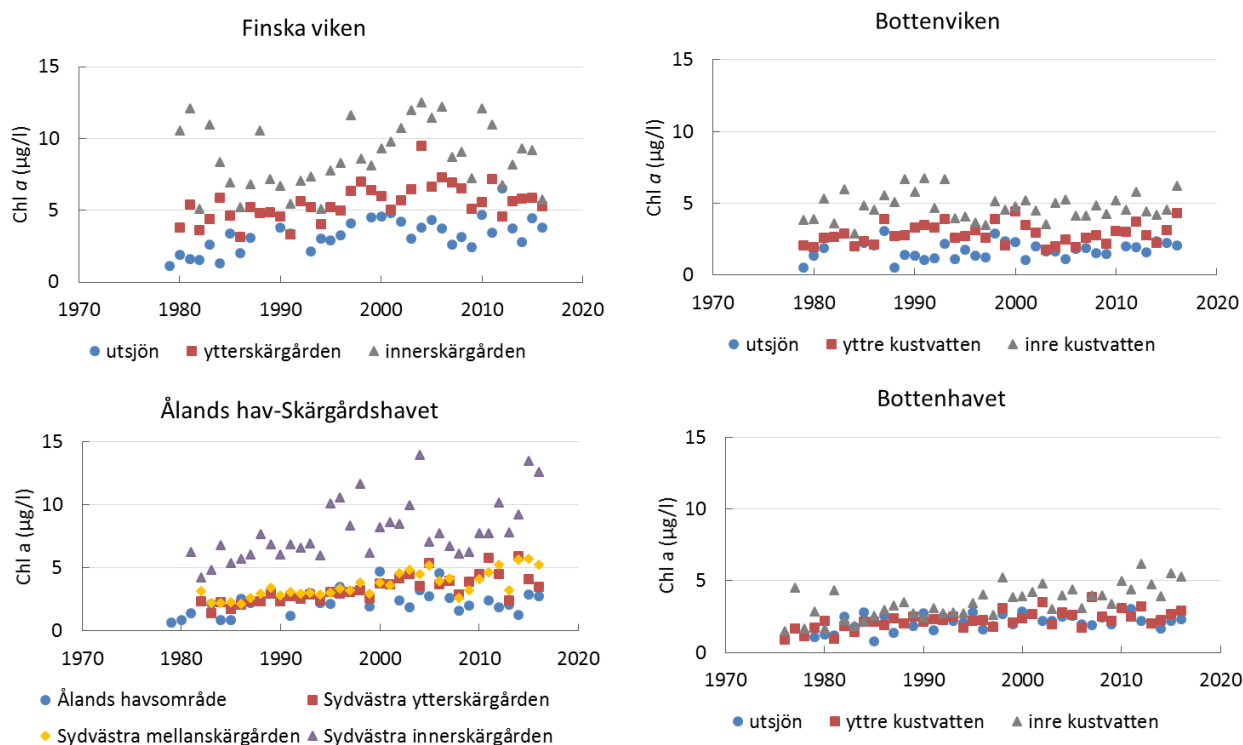 Finska viken
Chl a (µg/l)
15
10
5
0
1970 1980 1990 2000 2010 2020
utsjön ytterskärgården innerskärgården
Bottenviken
Chl a (µg/l)
15
10
5
0
1970 1980 1990 2000 2010 2020
utsjön yttre kustvatten inre kustvatten
Ålands hav-Skärgårdshavet
Chl a (µg/l)
15
10
5
0
1970 1980 1990 2000 2010 2020
Ålands havsområde Sydvästra ytterskärgården
Sydvästra mellanskärgården Sydvästra innerskärgården
Bottenhavet
Chl a (µg/l)
15
10
5
0
1970 1980 1990 2000 2010 2020
utsjön yttre kustvatten inre kustvatten